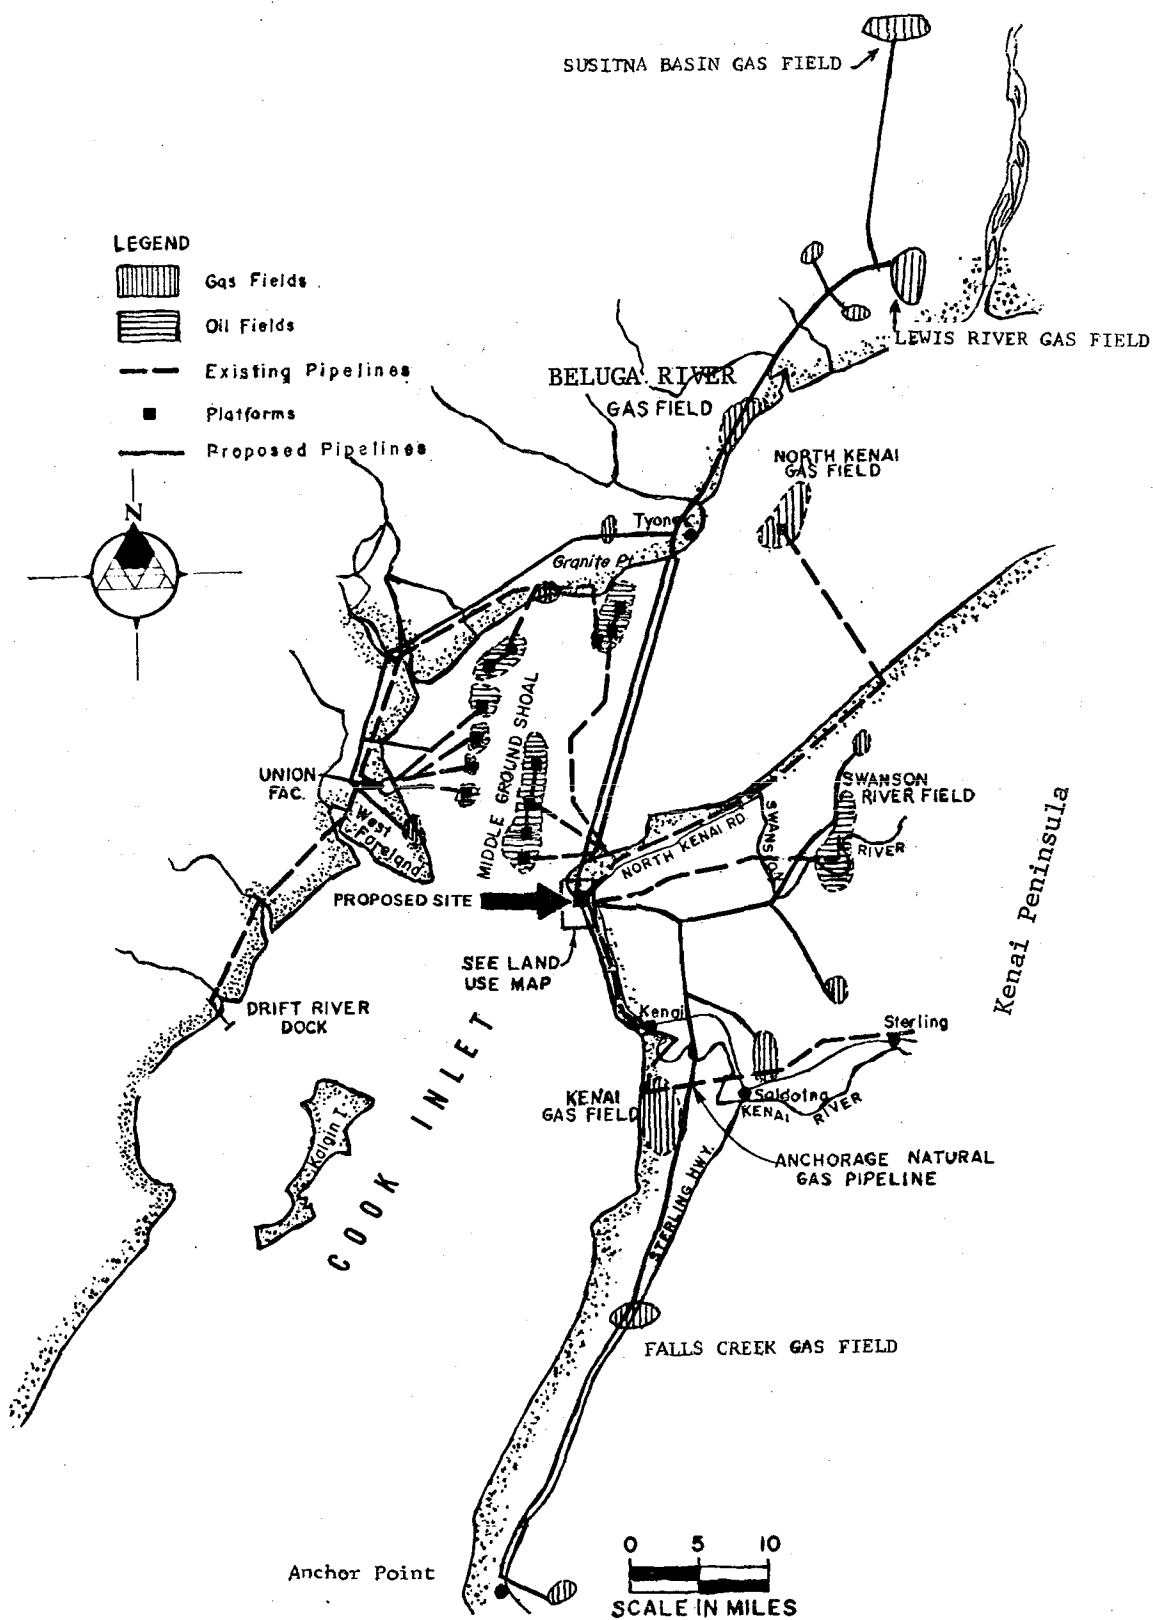 SUSITNA BASIN GAS FIELD
LEGEND
Gas Fields
Oil Fields
Existing Pipelines
Platforms
Proposed Pipelines
N
LEWIS RIVER GAS FIELD
BELUGA RIVER
GAS FIELD
NORTH KENAI
GAS FIELD
Tyonek
Granite Pt.
MIDDLE GROUND SHOAL
UNION
FAC.
West
Foreland
SWANSON
RIVER FIELD
NORTH KENAI RD
SWANSON
RIVER
Kenai Peninsula
PROPOSED SITE
SEE LAND
USE MAP
DRIFT RIVER
DOCK
Kenai
Sterling
COOK INLET
Kalgin I.
KENAI
GAS FIELD
Saldotna
KENAI RIVER
ANCHORAGE NATURAL
GAS PIPELINE
STERLING HWY.
FALLS CREEK GAS FIELD
Anchor Point
0 5 10
SCALE IN MILES